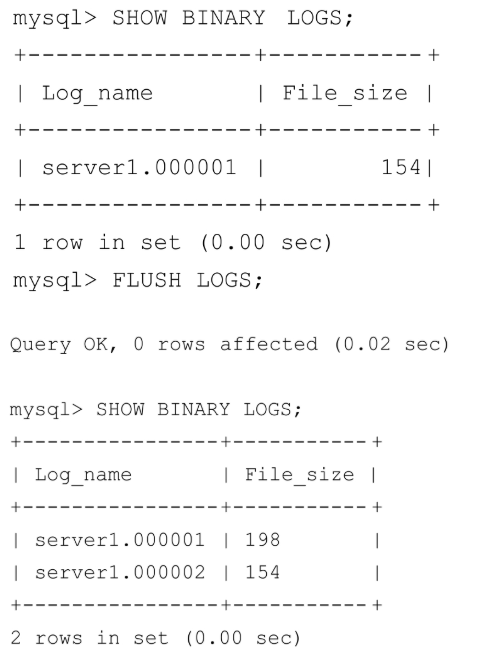 mysql> SHOW BINARY LOGS;
+----------------+-----------+
| Log_name       | File_size |
+----------------+-----------+
| server1.000001 |        154|
+----------------+-----------+
1 row in set (0.00 sec)
mysql> FLUSH LOGS;
Query OK, 0 rows affected (0.02 sec)
mysql> SHOW BINARY LOGS;
+----------------+-----------+
| Log_name       | File_size |
+----------------+-----------+
| server1.000001 | 198       |
| server1.000002 | 154       |
+----------------+-----------+
2 rows in set (0.00 sec)